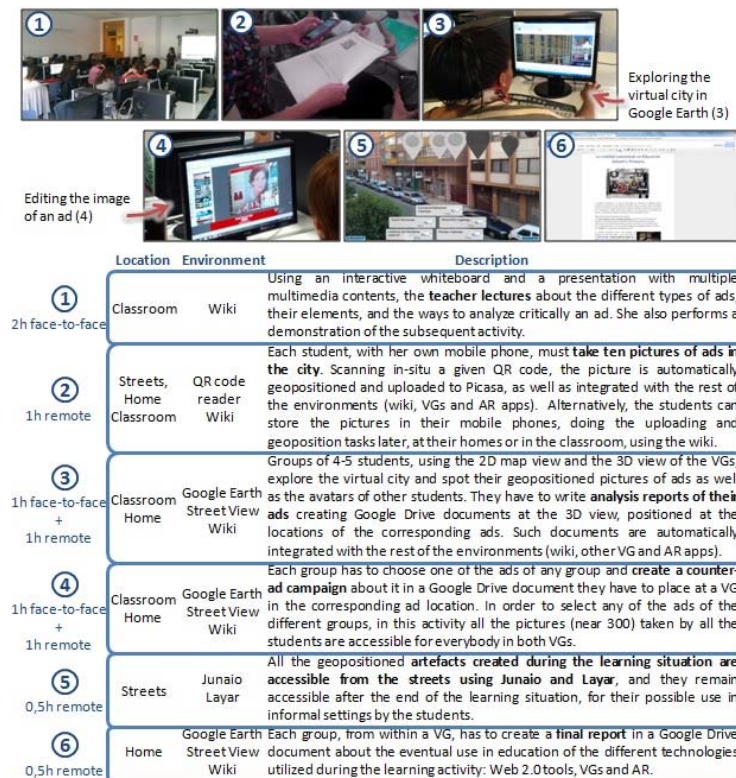 1
2
3
Exploring the
virtual city in
Google Earth (3)
4
5
6
Editing the image
of an ad (4)
Location Environment Description
1
2h face-to-face
Classroom
Wiki
Using an interactive whiteboard and a presentation with multiple
multimedia contents, the teacher lectures about the different types of ads,
their elements, and the ways to analyze critically an ad. She also performs a
demonstration of the subsequent activity.
2
1h remote
Streets,
Home
Classroom
QR code
reader
Wiki
Each student, with her own mobile phone, must take ten pictures of ads in
the city. Scanning in-situ a given QR code, the picture is automatically
geopositioned and uploaded to Picasa, as well as integrated with the rest of
the environments (wiki, VGs and AR apps). Alternatively, the students can
store the pictures in their mobile phones, doing the uploading and
geoposition tasks later, at their homes or in the classroom, using the wiki.
3
1h face-to-face
+
1h remote
Classroom
Home
Google Earth
Street View
Wiki
Groups of 4-5 students, using the 2D map view and the 3D view of the VGs,
explore the virtual city and spot their geopositioned pictures of ads as well
as the avatars of other students. They have to write analysis reports of their
ads creating Google Drive documents at the 3D view, positioned at the
locations of the corresponding ads. Such documents are automatically
integrated with the rest of the environments (wiki, other VG and AR apps).
4
1h face-to-face
+
1h remote
Classroom
Home
Google Earth
Street View
Wiki
Each group has to choose one of the ads of any group and create a counter-
ad campaign about it in a Google Drive document they have to place at a VG
in the corresponding ad location. In order to select any of the ads of the
different groups, in this activity all the pictures (near 300) taken by all the
students are accessible for everybody in both VGs.
5
0,5h remote
Streets
Junaio
Layar
All the geopositioned artefacts created during the learning situation are
accessible from the streets using Junaio and Layar, and they remain
accessible after the end of the learning situation, for their possible use in
informal settings by the students.
6
0,5h remote
Home
Google Earth
Street View
Wiki
Each group, from within a VG, has to create a final report in a Google Drive
document about the eventual use in education of the different technologies
utilized during the learning activity: Web 2.0 tools, VGs and AR.